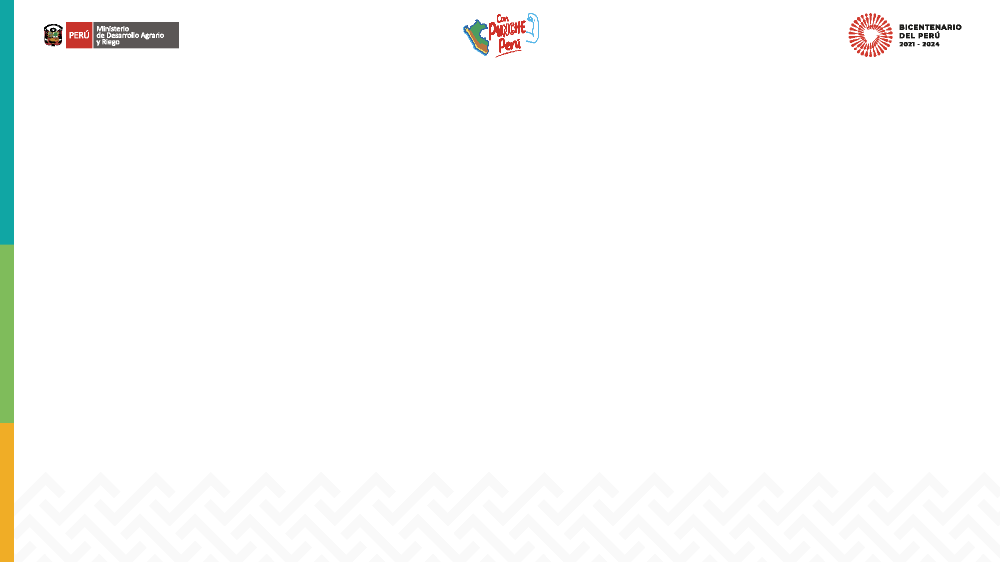 PERÚ
Ministerio
de Desarrollo Agrario
y Riego
Con
PUNCHE
Perú
BICENTENARIO
DEL PERÚ
2021 - 2024